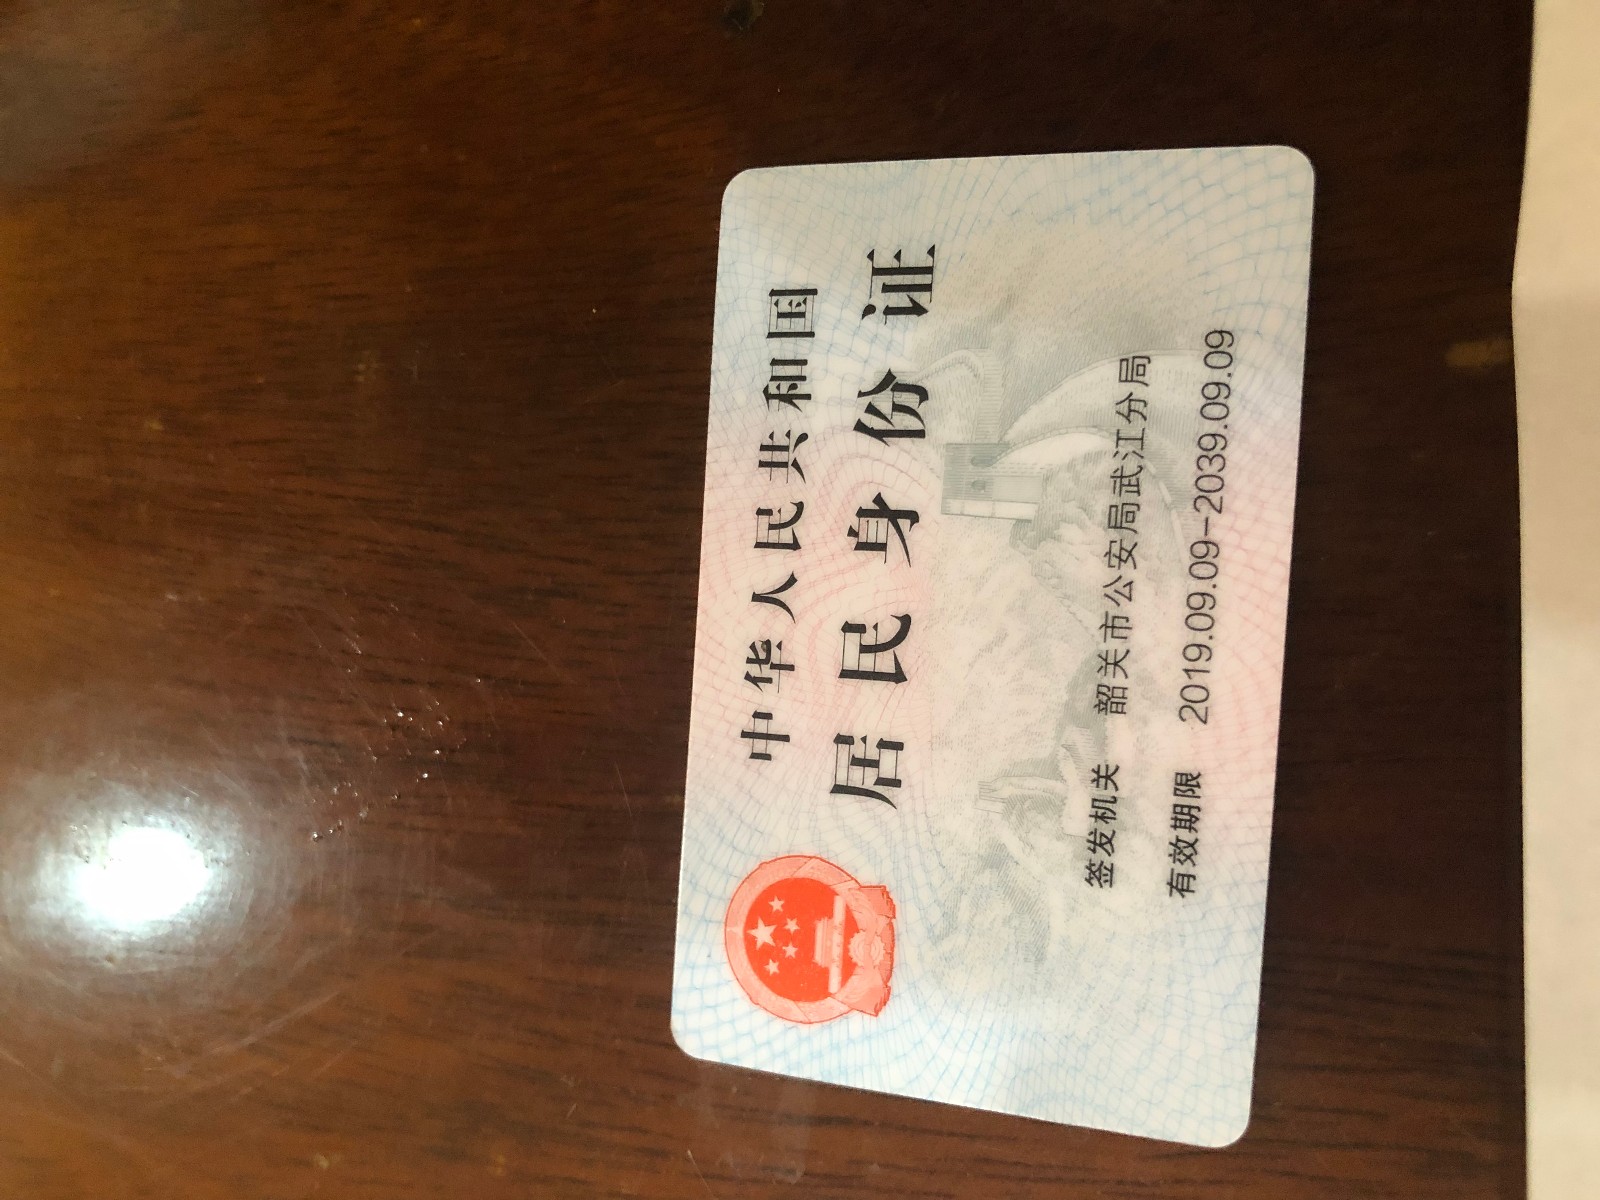 中华人民共和国
居民身份证
签发机关 韶关市公安局武江分局
有效期限 2019.09.09-2039.09.09